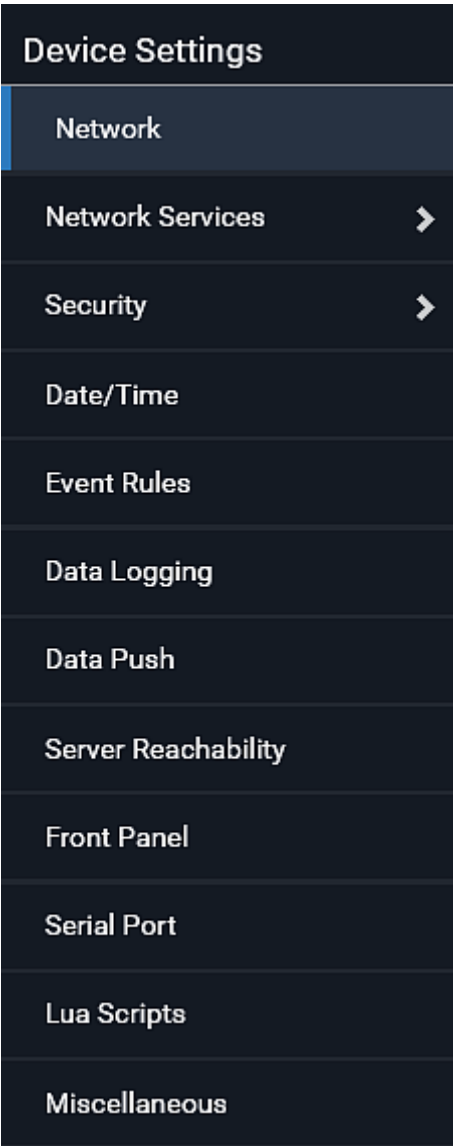 Device Settings
Network
Network Services
Security
Date/Time
Event Rules
Data Logging
Data Push
Server Reachability
Front Panel
Serial Port
Lua Scripts
Miscellaneous